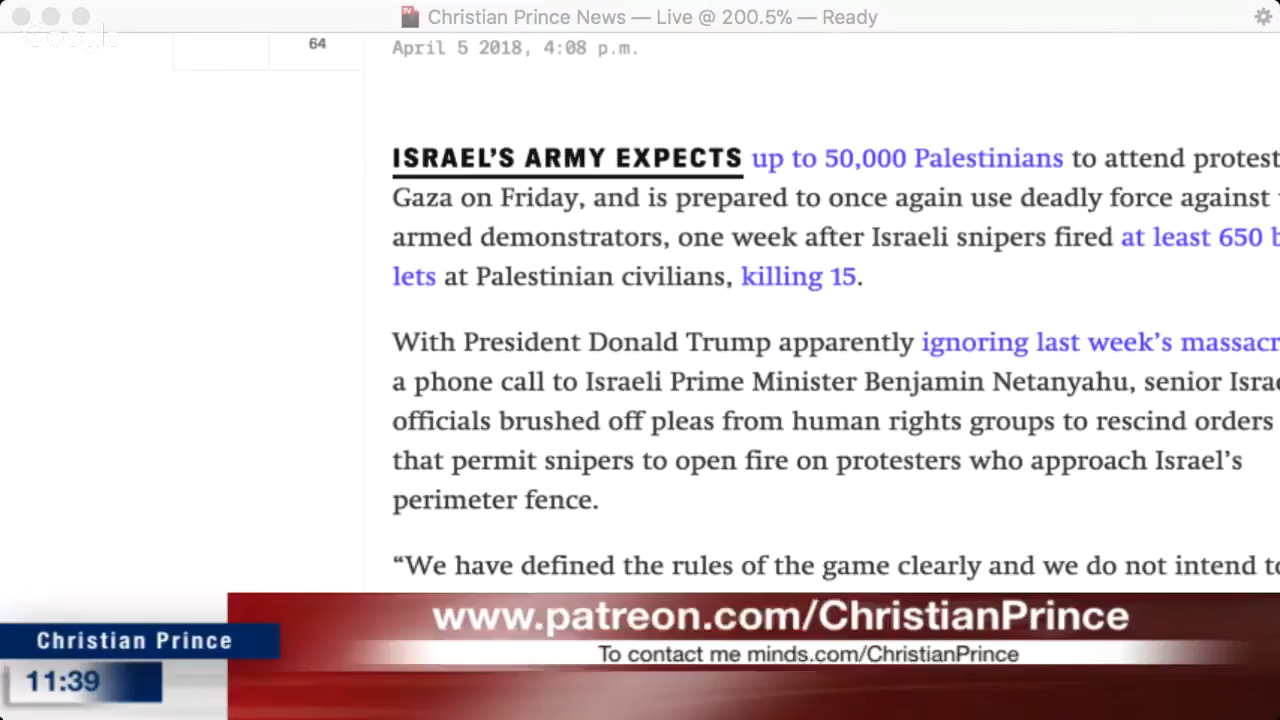 Christian Prince News — Live @ 200.5% — Ready
Google
64
April 5 2018, 4:08 p.m.
ISRAEL'S ARMY EXPECTS up to 50,000 Palestinians to attend protest
Gaza on Friday, and is prepared to once again use deadly force against
armed demonstrators, one week after Israeli snipers fired at least 650 b
lets at Palestinian civilians, killing 15.
With President Donald Trump apparently ignoring last week's massacr
a phone call to Israeli Prime Minister Benjamin Netanyahu, senior Israe
officials brushed off pleas from human rights groups to rescind orders
that permit snipers to open fire on protesters who approach Israel's
perimeter fence.
“We have defined the rules of the game clearly and we do not intend to
www.patreon.com/ChristianPrince
Christian Prince
To contact me minds.com/ChristianPrince
11:39